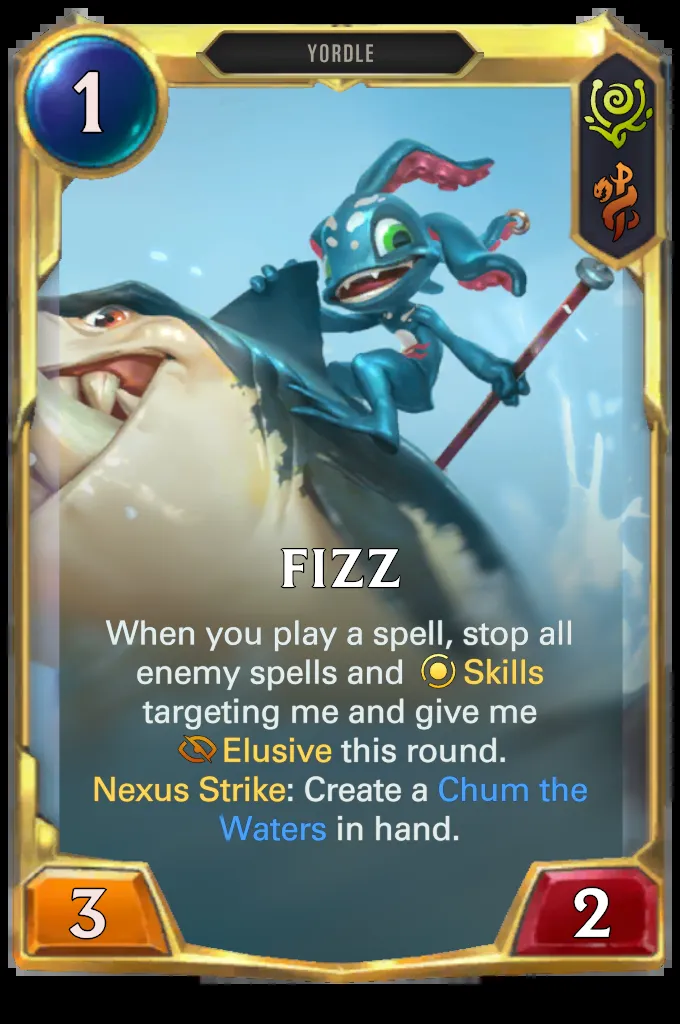 YORDLE
1
FIZZ
When you play a spell, stop all
enemy spells and Skills
targeting me and give me
Elusive this round.
Nexus Strike: Create a Chum the
Waters in hand.
3
2